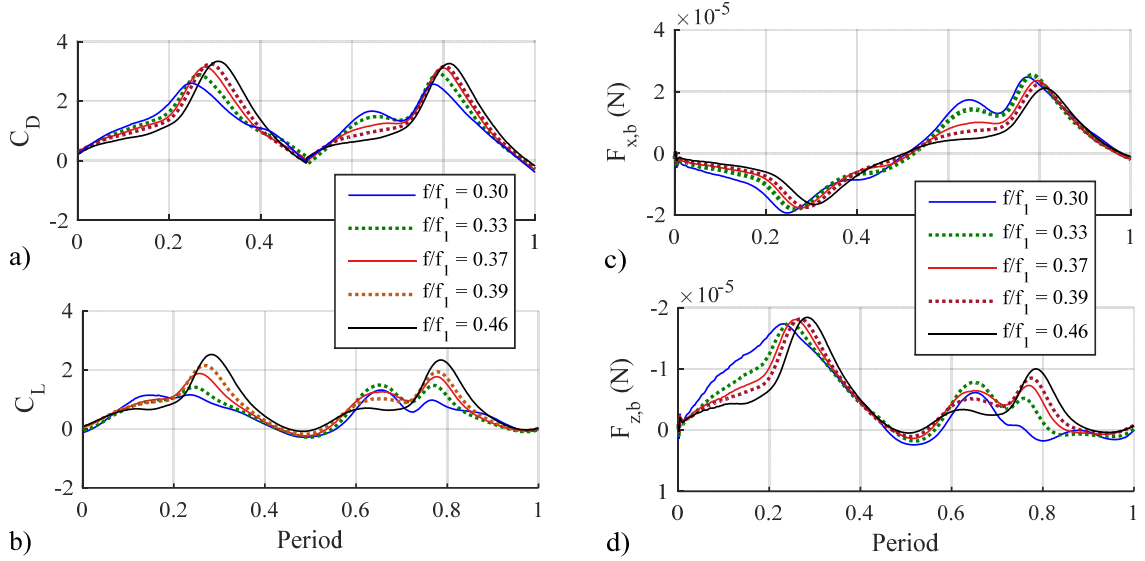 4
2
0
-2
C_D
0
0.2
0.4
1
a)
f/f_1 = 0.30
f/f_1 = 0.33
f/f_1 = 0.37
f/f_1 = 0.39
f/f_1 = 0.46
4
2
0
-2
C_L
0
0.2
0.4
0.6
0.8
1
Period
b)
×10^-5
4
2
0
-2
F_x,b (N)
0
0.2
0.4
1
c)
f/f_1 = 0.30
f/f_1 = 0.33
f/f_1 = 0.37
f/f_1 = 0.39
f/f_1 = 0.46
×10^-5
-2
-1
0
1
F_z,b (N)
0
0.2
0.4
0.6
0.8
1
Period
d)